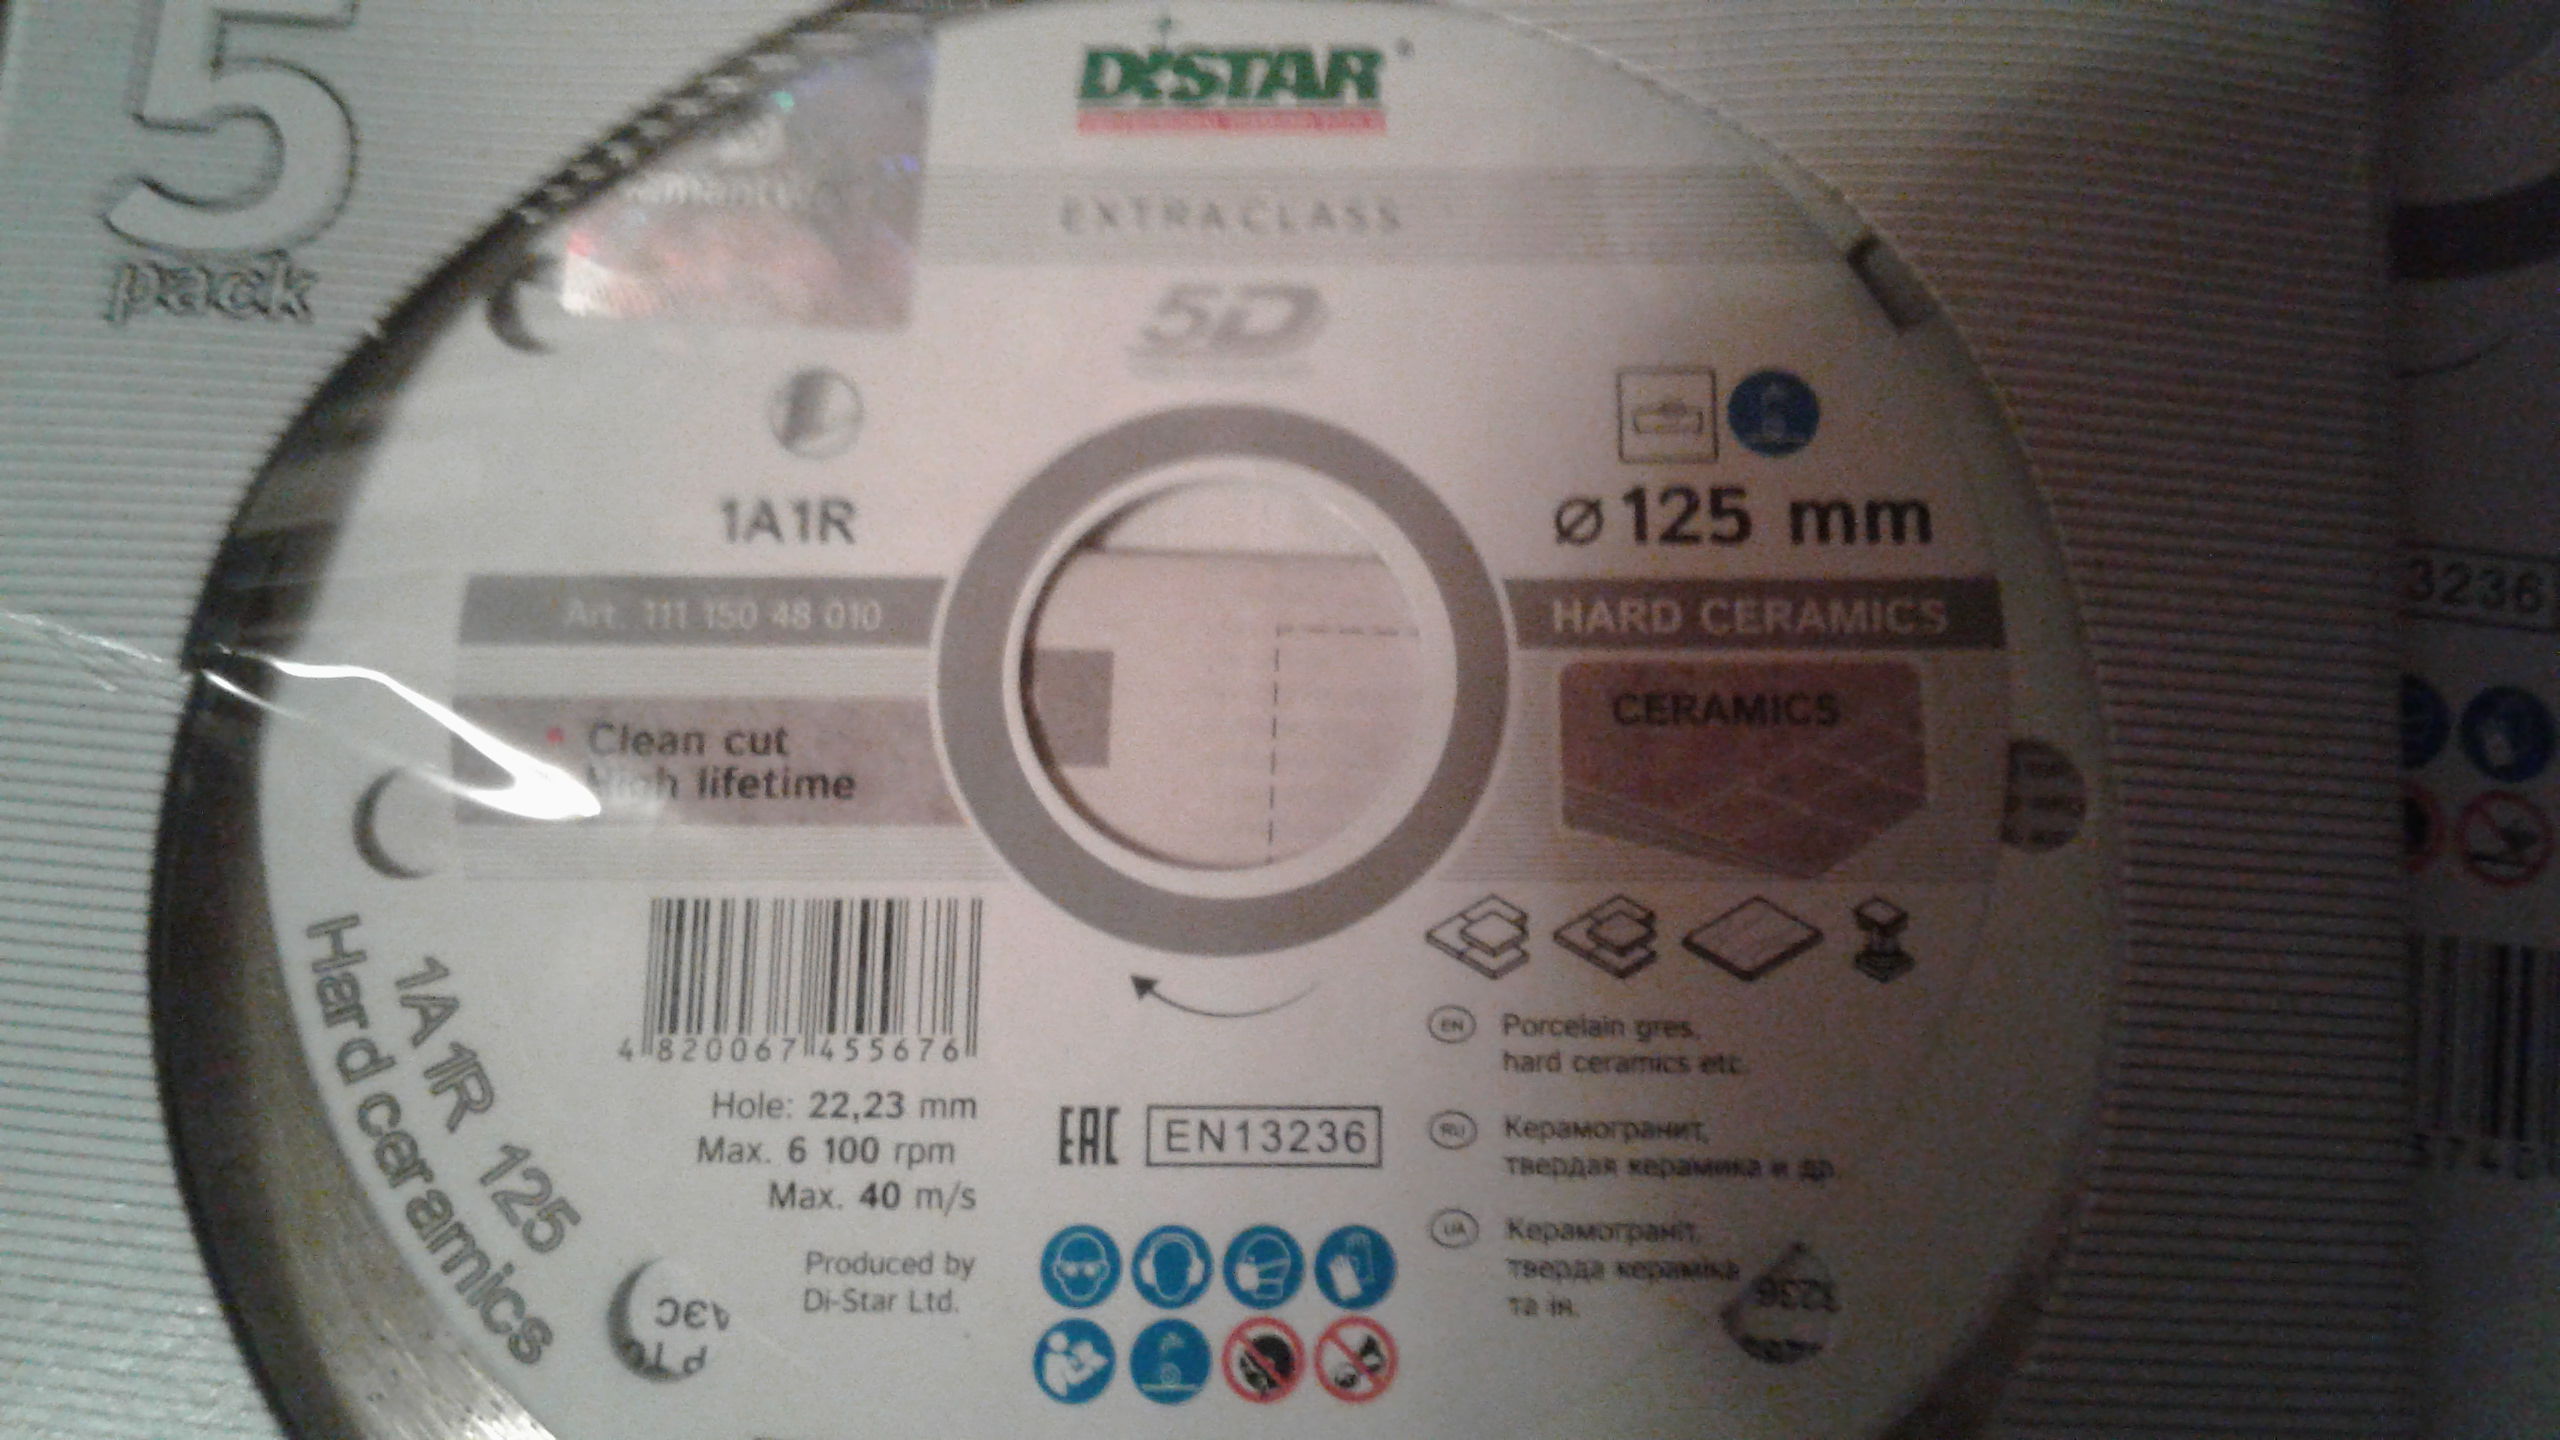 5
pack
DiSTAR
EXTRA CLASS
5D
1A1R
Ø 125 mm
Art. 111 150 48 010
HARD CERAMICS
CERAMICS
Clean cut
High lifetime
4 820067 455676
Hole: 22,23 mm
Max. 6 100 rpm
Max. 40 m/s
Produced by
Di-Star Ltd.
EAC
EN13236
EN Porcelain gres,
hard ceramics etc.
RU Керамогранит,
твердая керамика и др.
UA Керамограніт,
тверда кераміка
та ін.
1A1R 125
Hard ceramics
3236